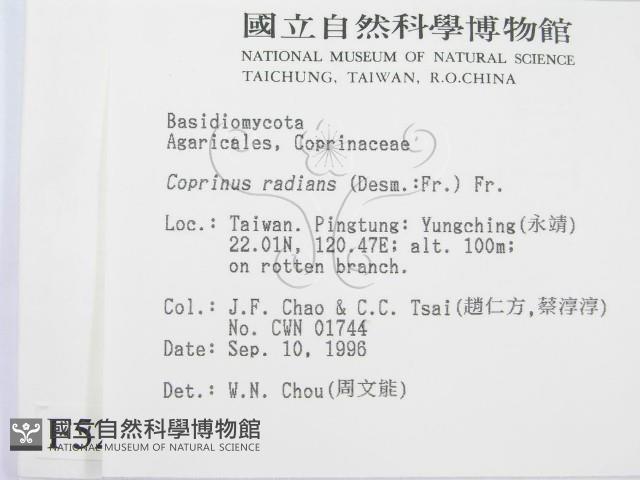 國立自然科學博物館
NATIONAL MUSEUM OF NATURAL SCIENCE
TAICHUNG, TAIWAN, R.O.CHINA
Basidiomycota
Agaricales, Coprinaceae
Coprinus radians (Desm.:Fr.) Fr.
Loc.: Taiwan. Pingtung: Yungching(永靖)
22.01N, 120.47E; alt. 100m;
on rotten branch.
Col.: J.F. Chao & C.C. Tsai(趙仁方,蔡淳淳)
No. CWN 01744
Date: Sep. 10, 1996
Det.: W.N. Chou(周文能)
國立自然科學博物館
NATIONAL MUSEUM OF NATURAL SCIENCE